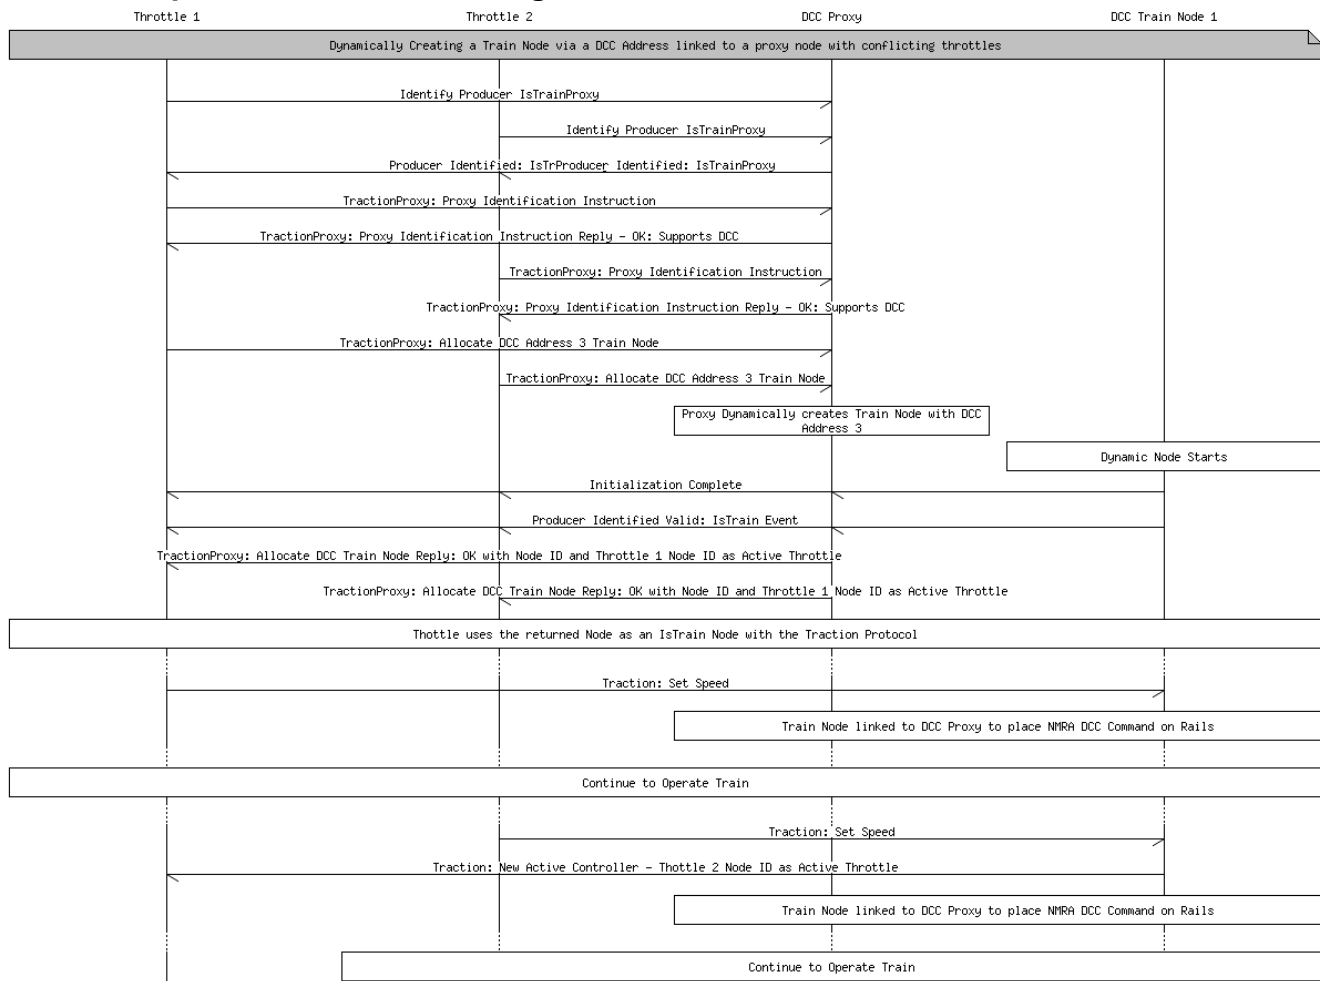 Throttle 1 Throttle 2 DCC Proxy DCC Train Node 1
Dynamically Creating a Train Node via a DCC Address linked to a proxy node with conflicting throttles
Identify Producer IsTrainProxy
Identify Producer IsTrainProxy
Producer Identified: IsTrProducer Identified: IsTrainProxy
TractionProxy: Proxy Identification Instruction
TractionProxy: Proxy Identification Instruction Reply - OK: Supports DCC
TractionProxy: Proxy Identification Instruction
TractionProxy: Proxy Identification Instruction Reply - OK: Supports DCC
TractionProxy: Allocate DCC Address 3 Train Node
TractionProxy: Allocate DCC Address 3 Train Node
Proxy Dynamically creates Train Node with DCC
Address 3
Dynamic Node Starts
Initialization Complete
Producer Identified Valid: IsTrain Event
TractionProxy: Allocate DCC Train Node Reply: OK with Node ID and Throttle 1 Node ID as Active Throttle
TractionProxy: Allocate DCC Train Node Reply: OK with Node ID and Throttle 1 Node ID as Active Throttle
Thottle uses the returned Node as an IsTrain Node with the Traction Protocol
Traction: Set Speed
Train Node linked to DCC Proxy to place NMRA DCC Command on Rails
Continue to Operate Train
Traction: Set Speed
Traction: New Active Controller - Thottle 2 Node ID as Active Throttle
Train Node linked to DCC Proxy to place NMRA DCC Command on Rails
Continue to Operate Train